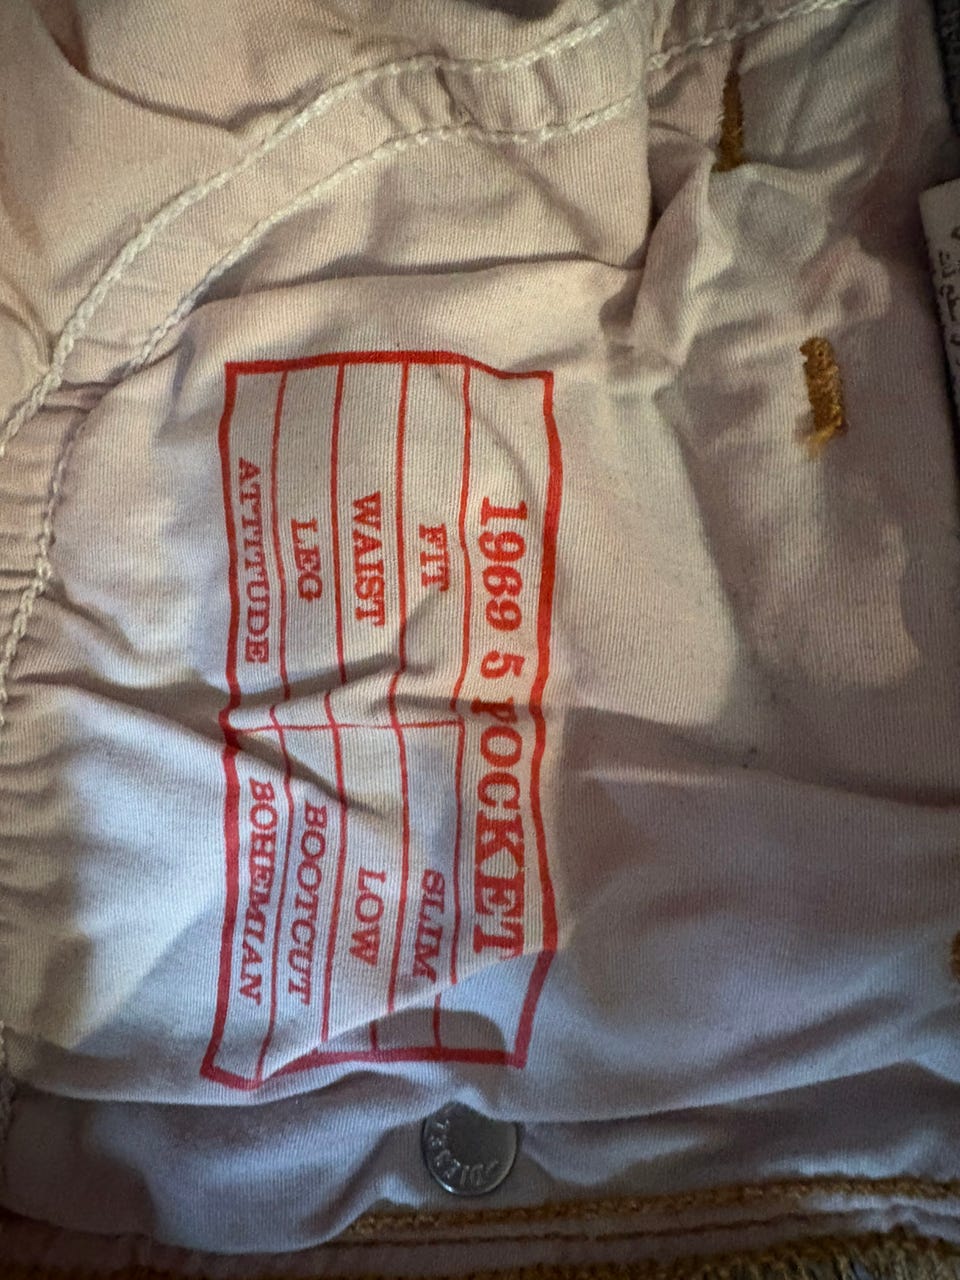 1969 5 POCKET
FIT SLIM
WAIST LOW
LEG BOOTCUT
ATTITUDE BOHEMIAN